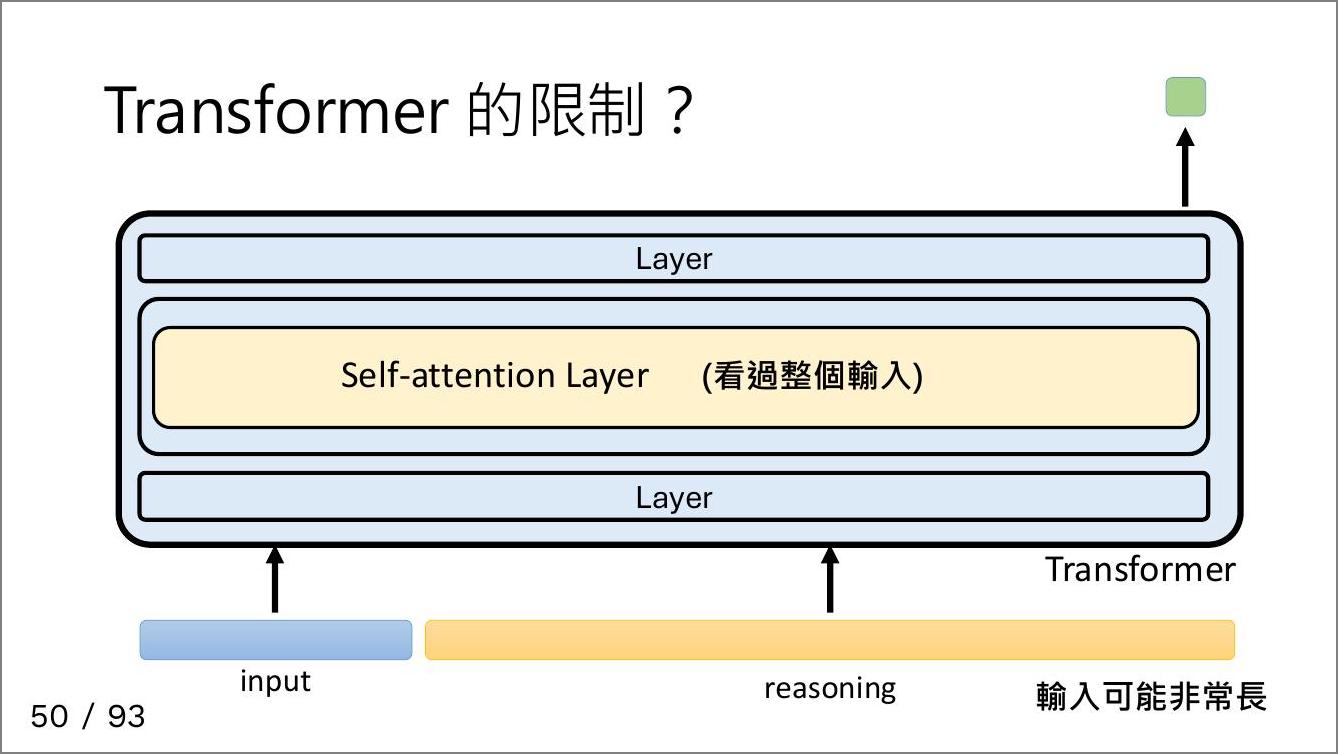 Transformer 的限制？
Layer
Self-attention Layer (看過整個輸入)
Layer
Transformer
input
reasoning
輸入可能非常長
50 / 93